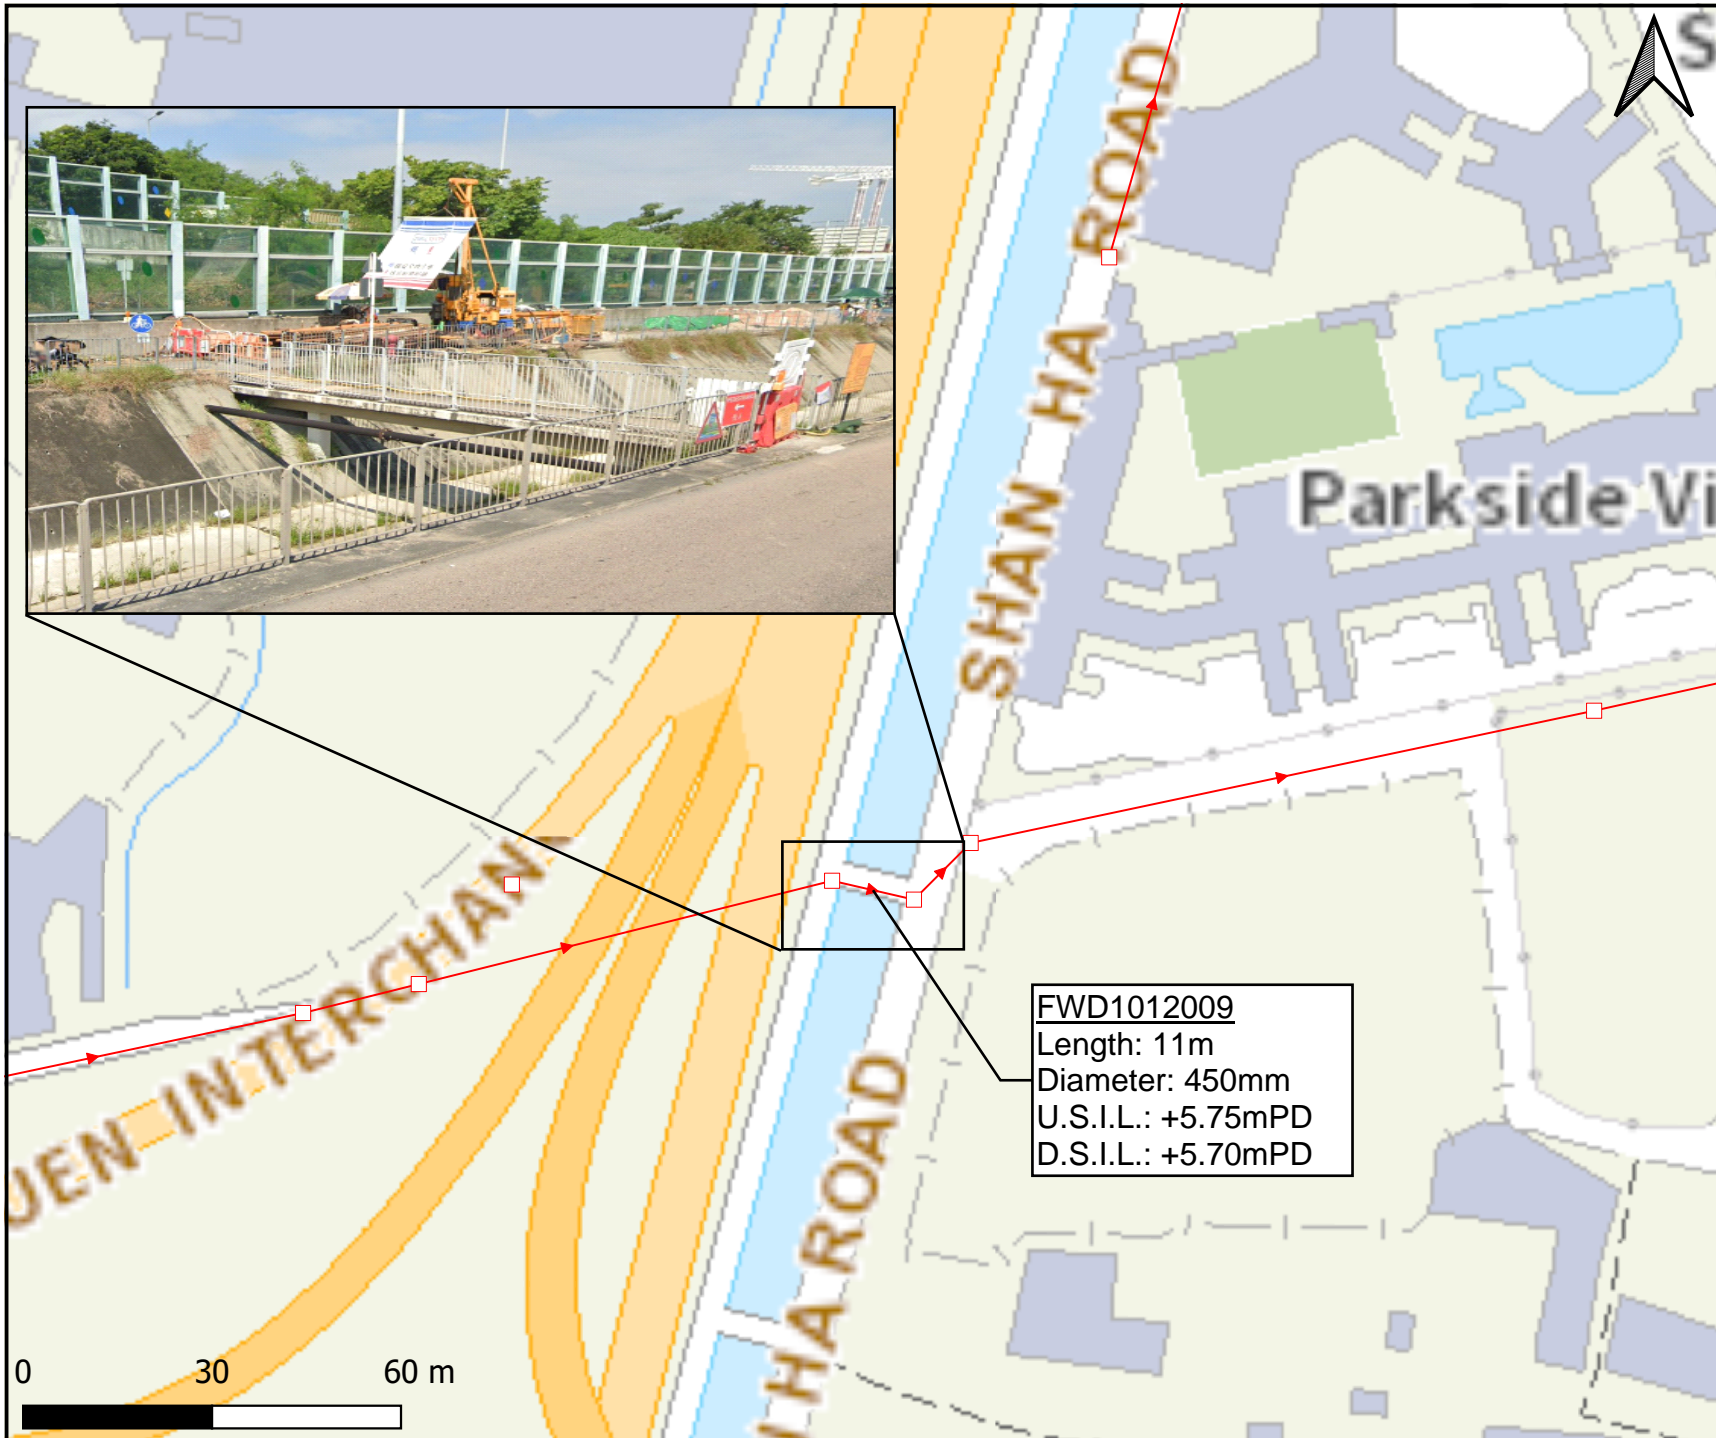 SHAN HA ROAD
Parkside Vi
UEN INTERCHAN
FWD1012009
Length: 11m
Diameter: 450mm
U.S.I.L.: +5.75mPD
D.S.I.L.: +5.70mPD
HA ROAD
0 30 60 m
S